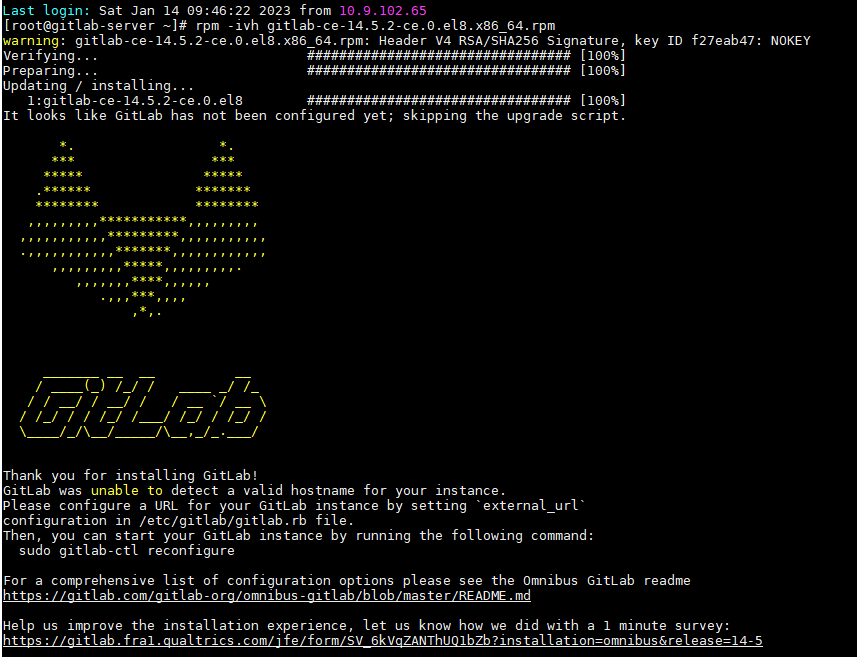 Last login: Sat Jan 14 09:46:22 2023 from 10.9.102.65
[root@gitlab-server ~]# rpm -ivh gitlab-ce-14.5.2-ce.0.el8.x86_64.rpm
warning: gitlab-ce-14.5.2-ce.0.el8.x86_64.rpm: Header V4 RSA/SHA256 Signature, key ID f27eab47: NOKEY
Verifying...                          ################################# [100%]
Preparing...                          ################################# [100%]
Updating / installing...
   1:gitlab-ce-14.5.2-ce.0.el8        ################################# [100%]
It looks like GitLab has not been configured yet; skipping the upgrade script.

       *.                  *.
      ***                 ***
     *****               *****
    .******             *******
    ********            ********
   ,,,,,,,,,***********,,,,,,,,,
  ,,,,,,,,,,,*********,,,,,,,,,,,
  .,,,,,,,,,,,*******,,,,,,,,,,,,
      ,,,,,,,,,*****,,,,,,,,,.
         ,,,,,,,****,,,,,,
            .,,,***,,,,
                ,*,.

     _______ __  __          __
    / ____(_) /_/ /   ____ _/ /_
   / / __/ / __/ /   / __ `/ __ \
  / /_/ / / /_/ /___/ /_/ / /_/ /
  \____/_/\__/_____/\__,_/_.___/

Thank you for installing GitLab!
GitLab was unable to detect a valid hostname for your instance.
Please configure a URL for your GitLab instance by setting `external_url`
configuration in /etc/gitlab/gitlab.rb file.
Then, you can start your GitLab instance by running the following command:
  sudo gitlab-ctl reconfigure

For a comprehensive list of configuration options please see the Omnibus GitLab readme
https://gitlab.com/gitlab-org/omnibus-gitlab/blob/master/README.md

Help us improve the installation experience, let us know how we did with a 1 minute survey:
https://gitlab.fra1.qualtrics.com/jfe/form/SV_6kVqZANThUQ1bZb?installation=omnibus&release=14-5